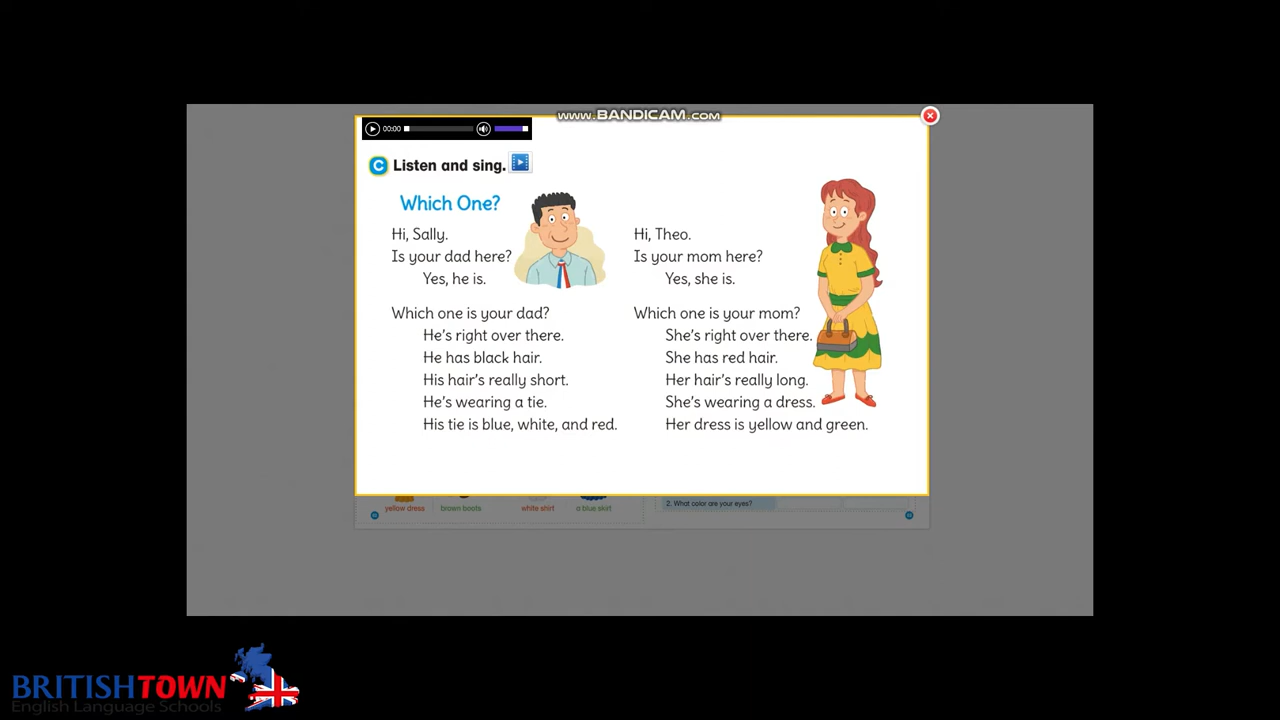 www.BANDICAM.com
00:00
C Listen and sing.
Which One?
Hi, Sally.
Is your dad here?
Yes, he is.
Which one is your dad?
He's right over there.
He has black hair.
His hair's really short.
He's wearing a tie.
His tie is blue, white, and red.
Hi, Theo.
Is your mom here?
Yes, she is.
Which one is your mom?
She's right over there.
She has red hair.
Her hair's really long.
She's wearing a dress.
Her dress is yellow and green.
yellow dress
brown boots
white shirt
a blue skirt
2. What color are your eyes?
BRITISHTOWN
English Language Schools